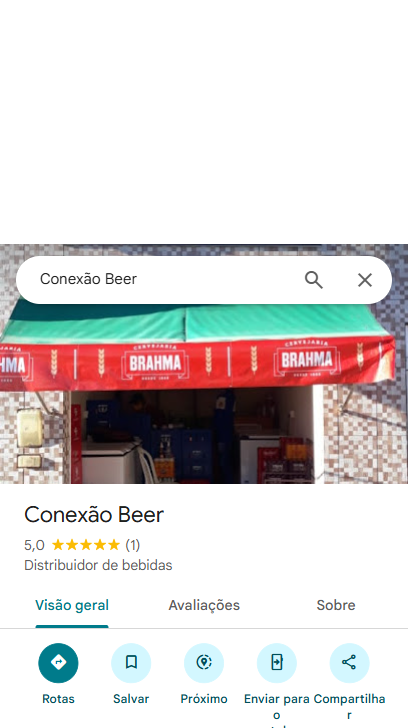 Conexão Beer
CERVEJARIA
BRAHMA
CERVEJARIA
BRAHMA
HMA
Conexão Beer
5,0 (1)
Distribuidor de bebidas
Visão geral Avaliações Sobre
Rotas Salvar Próximo Enviar para o Compartilhar